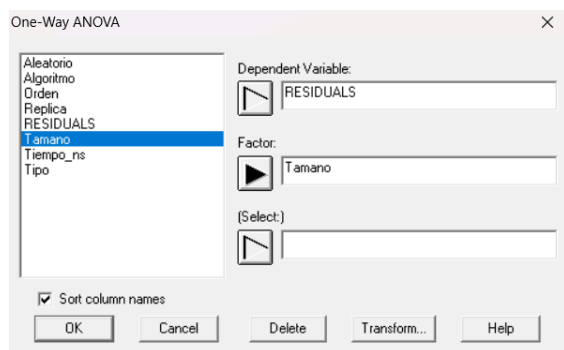 One-Way ANOVA
Aleatorio
Algoritmo
Orden
Replica
RESIDUALS
Tamano
Tiempo_ns
Tipo
Dependent Variable:
RESIDUALS
Factor:
Tamano
(Select:)
Sort column names
OK
Cancel
Delete
Transform...
Help